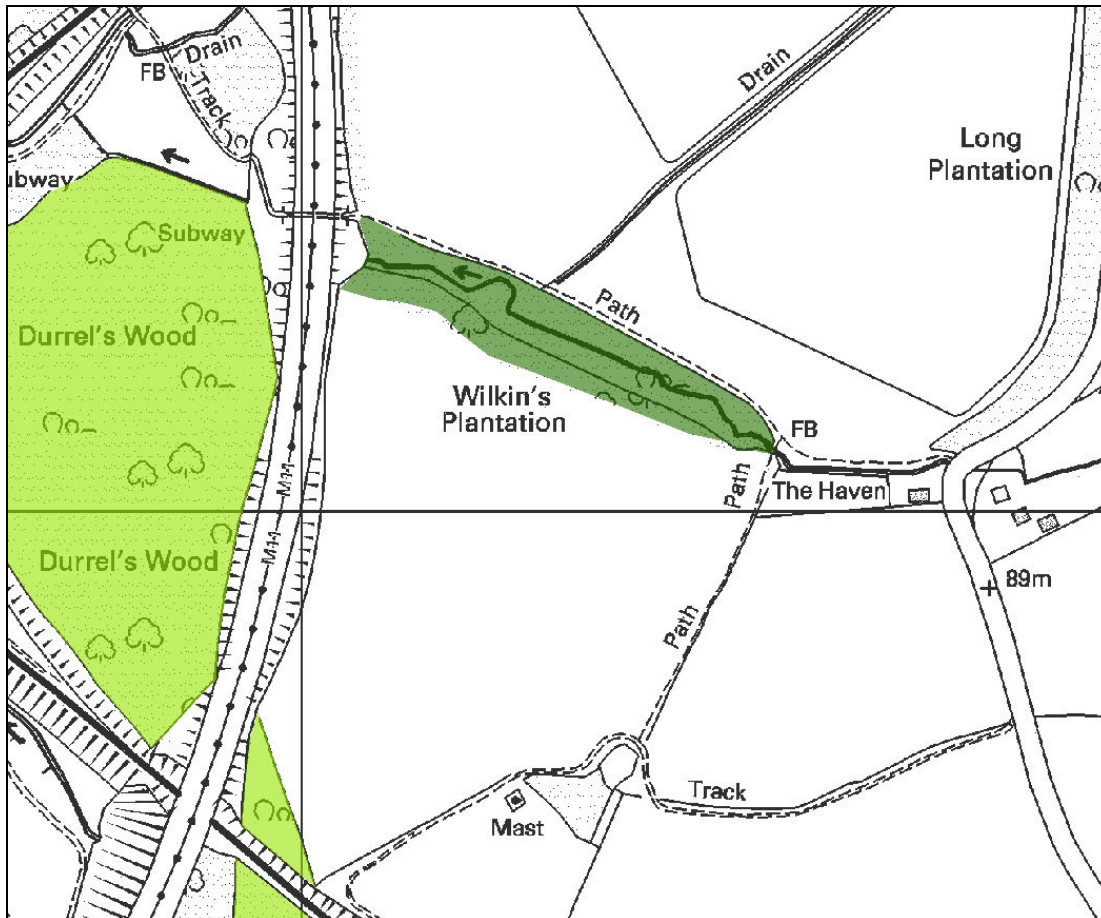 Drain
FB
Track
Drain
Long
Plantation
ubway
Subway
Path
Durrel's Wood
Wilkin's
Plantation
FB
M11
Path
The Haven
M11
Durrel's Wood
89m
Path
Track
Mast